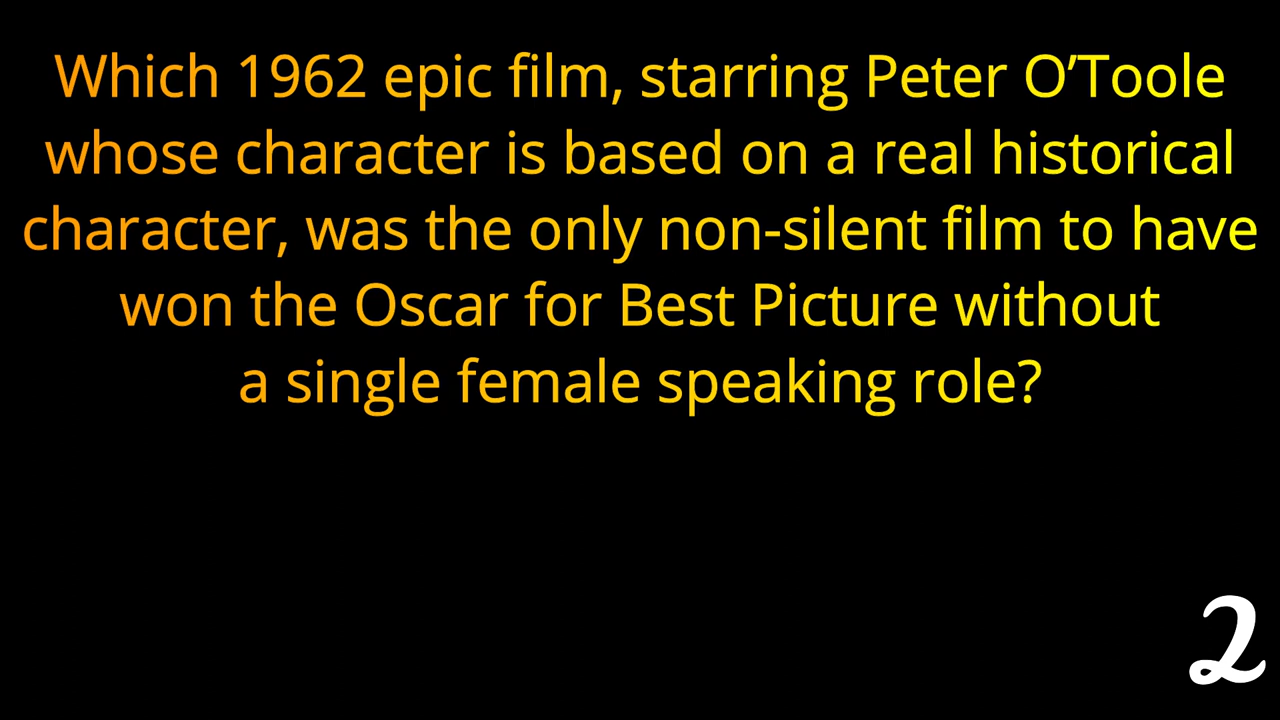 Which 1962 epic film, starring Peter O’Toole
whose character is based on a real historical
character, was the only non-silent film to have
won the Oscar for Best Picture without
a single female speaking role?
2